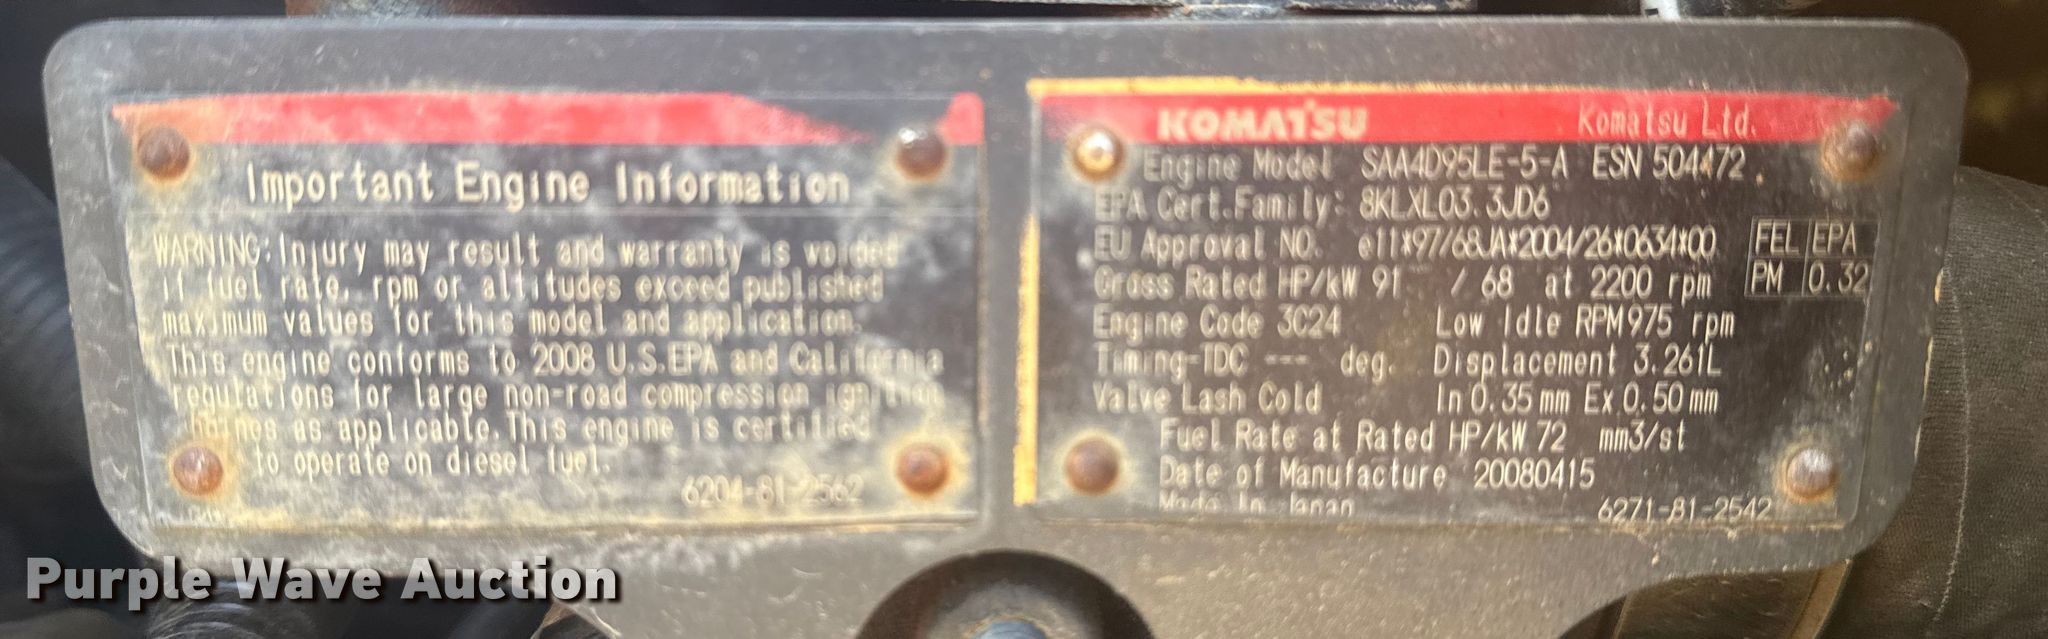 Important Engine Information
WARNING: Injury may result and warranty is voided
if fuel rate, rpm or altitudes exceed published
maximum values for this model and application.
This engine conforms to 2008 U.S.EPA and California
regulations for large non-road compression ignition
engines as applicable. This engine is certified
to operate on diesel fuel.
6204-81-2562
KOMATSU Komatsu Ltd.
Engine Model SAA4D95LE-5-A ESN 504472
EPA Cert.Family: 8KLXL03.3JD6
EU Approval NO. e11*97/68JA*2004/26*0634*00
FEL EPA
Gross Rated HP/kW 91 / 68 at 2200 rpm
PM 0.32
Engine Code 3C24 Low Idle RPM 975 rpm
Timing-TDC --- deg. Displacement 3.261L
Valve Lash Cold In 0.35 mm Ex 0.50 mm
Fuel Rate at Rated HP/kW 72 mm3/st
Date of Manufacture 20080415
Made In Japan 6271-81-2542
Purple Wave Auction